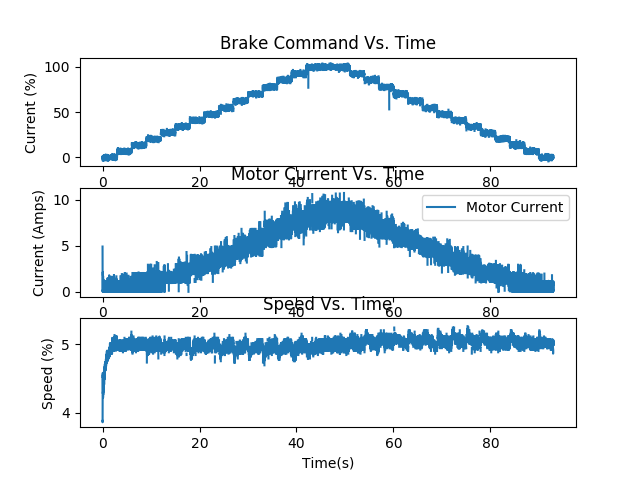 Brake Command Vs. Time
Current (%)
100
50
0
0 20 40 60 80
Motor Current Vs. Time
Current (Amps)
10
5
0
Motor Current
0 20 40 60 80
Speed Vs. Time
Speed (%)
5
4
0 20 40 60 80
Time(s)